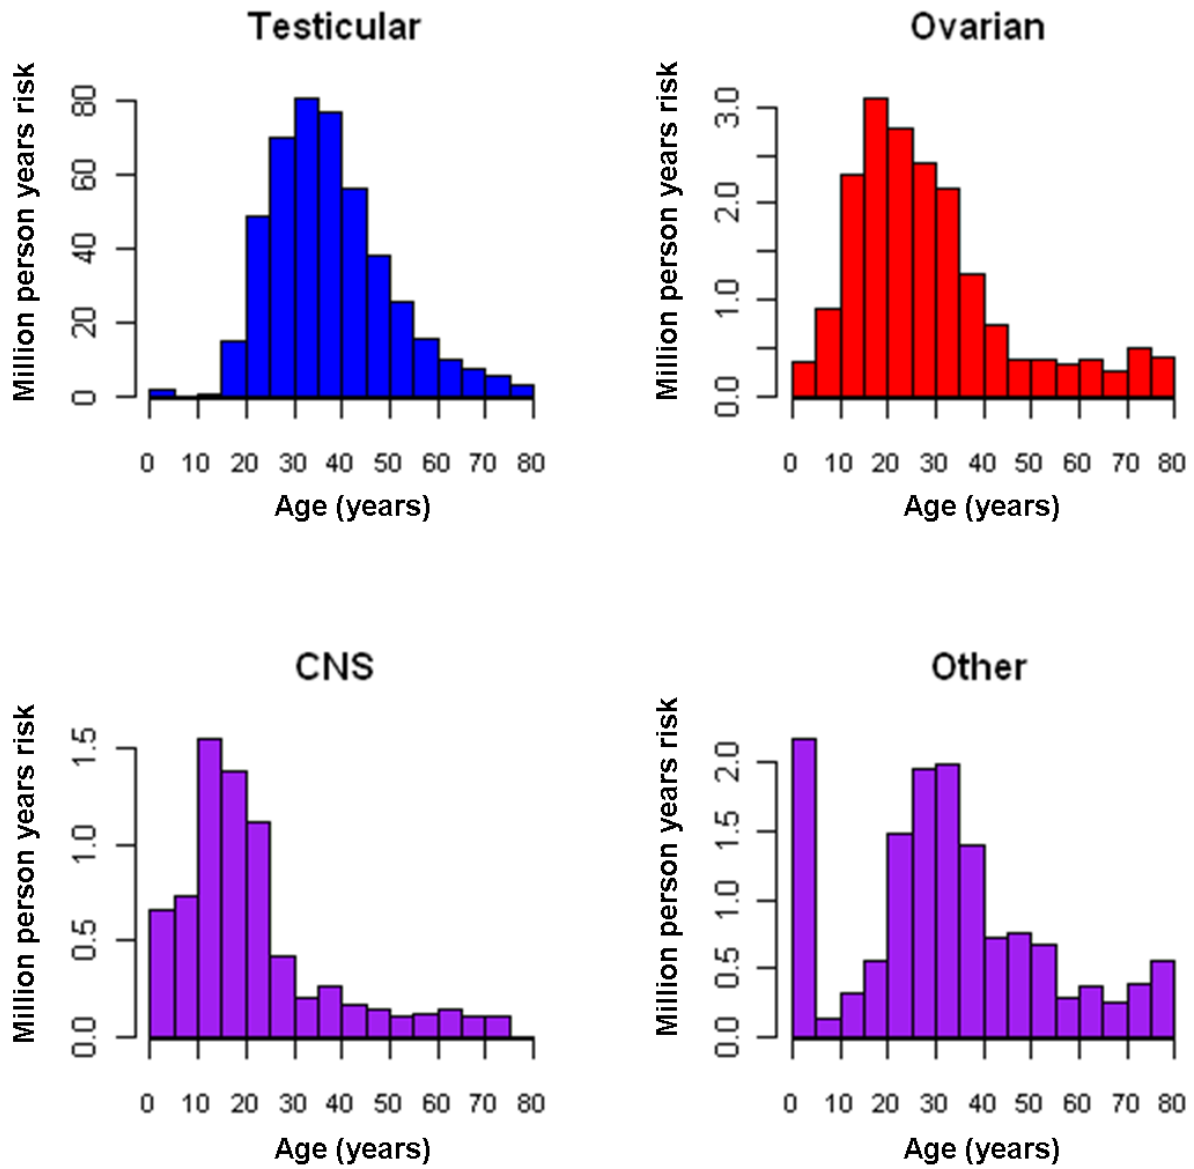 Testicular
Million person years risk
0 20 40 60 80
0 10 20 30 40 50 60 70 80
Age (years)
Ovarian
Million person years risk
0.0 1.0 2.0 3.0
0 10 20 30 40 50 60 70 80
Age (years)
CNS
Million person years risk
0.0 0.5 1.0 1.5
0 10 20 30 40 50 60 70 80
Age (years)
Other
Million person years risk
0.0 0.5 1.0 1.5 2.0
0 10 20 30 40 50 60 70 80
Age (years)